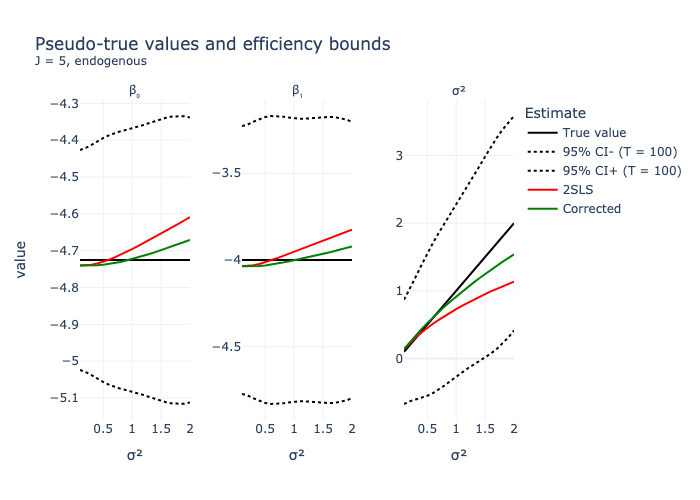 Pseudo-true values and efficiency bounds
J = 5, endogenous
β₀
β₁
σ²
−4.3
−4.4
−4.5
−4.6
−4.7
−4.8
−4.9
−5
−5.1
value
0.5
1
1.5
2
σ²
−3.5
−4
−4.5
0.5
1
1.5
2
σ²
3
2
1
0
0.5
1
1.5
2
σ²
Estimate
True value
95% CI- (T = 100)
95% CI+ (T = 100)
2SLS
Corrected